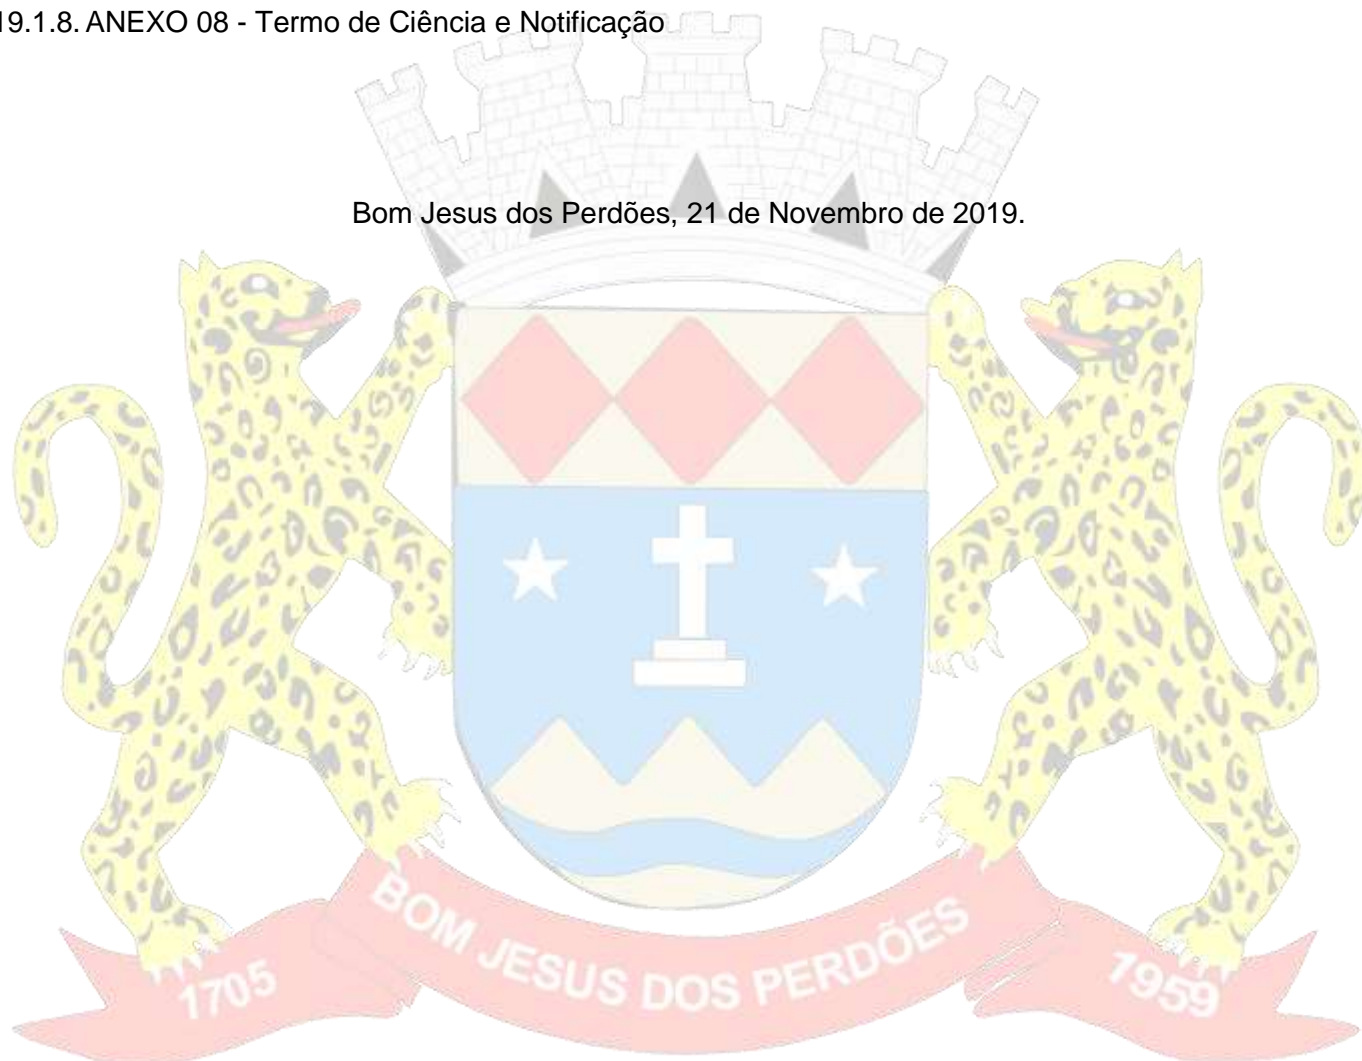 19.1.8. ANEXO 08 - Termo de Ciência e Notificação
Bom Jesus dos Perdões, 21 de Novembro de 2019.
1705
BOM JESUS DOS PERDÕES
1959